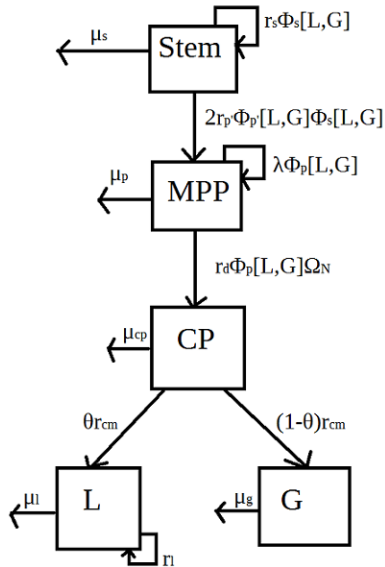 r_sΦ_s[L,G]
μ_s
Stem
2r_p'Φ_p'[L,G]Φ_s[L,G]
μ_p
λΦ_p[L,G]
MPP
r_dΦ_p[L,G]Ω_N
μ_cp
CP
θr_cm
(1-θ)r_cm
μ_l
L
μ_g
G
r_l